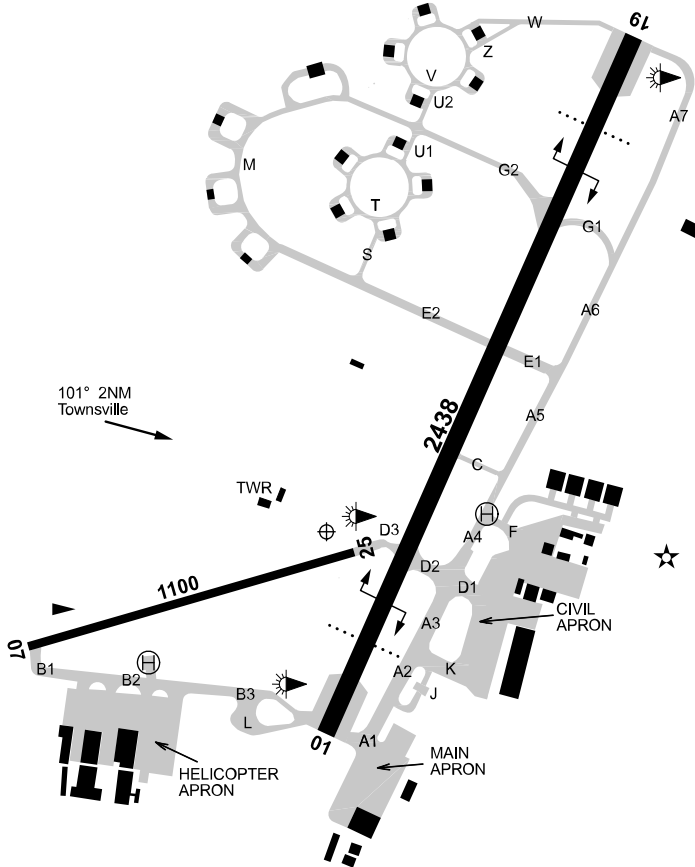 19
W
Z
V
U2
A7
U1
M
G2
T
G1
S
A6
E2
E1
101° 2NM
Townsville
2438
A5
C
TWR
H
F
D3
A4
25
D2
D1
1100
CIVIL
APRON
A3
07
H
B1
B2
A2
K
B3
J
L
01
A1
MAIN
APRON
HELICOPTER
APRON